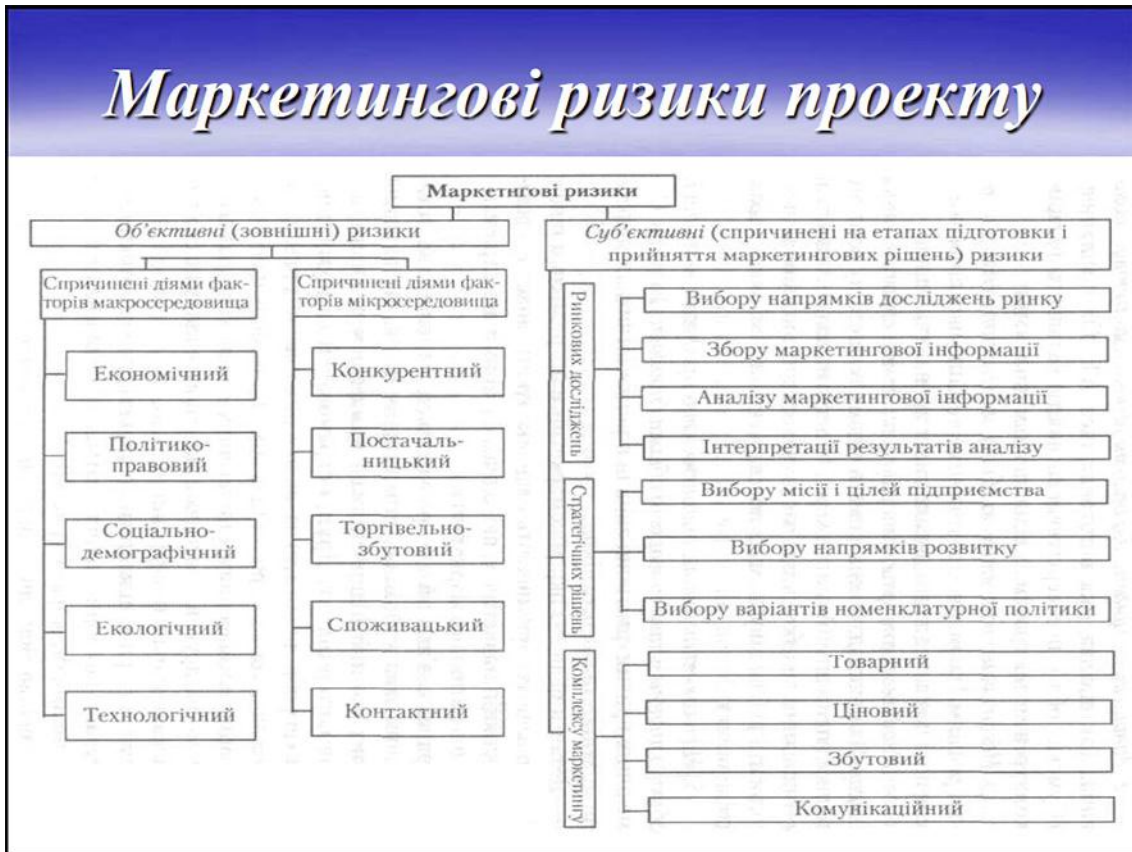 Маркетингові ризики проекту
Маркетингові ризики
Об'єктивні (зовнішні) ризики
Спричинені діями фак-
торів макросередовища
Економічний
Політико-
правовий
Соціально-
демографічний
Екологічний
Технологічний
Спричинені діями фак-
торів мікросередовища
Конкурентний
Постачаль-
ницький
Торгівельно-
збутовий
Споживацький
Контактний
Суб'єктивні (спричинені на етапах підготовки і
прийняття маркетингових рішень) ризики
Ринкових досліджень
Вибору напрямків досліджень ринку
Збору маркетингової інформації
Аналізу маркетингової інформації
Інтерпретації результатів аналізу
Стратегічних рішень
Вибору місії і цілей підприємства
Вибору напрямків розвитку
Вибору варіантів номенклатурної політики
Комплексу маркетингу
Товарний
Ціновий
Збутовий
Комунікаційний